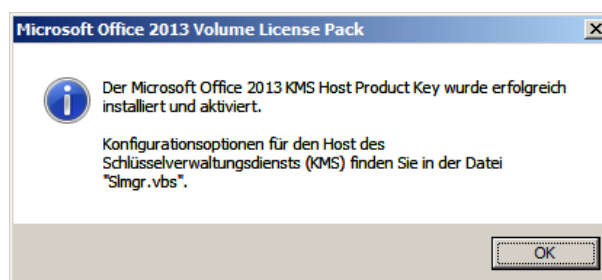 Microsoft Office 2013 Volume License Pack
Der Microsoft Office 2013 KMS Host Product Key wurde erfolgreich
installiert und aktiviert.
Konfigurationsoptionen für den Host des
Schlüsselverwaltungsdiensts (KMS) finden Sie in der Datei
"Slmgr.vbs".
OK